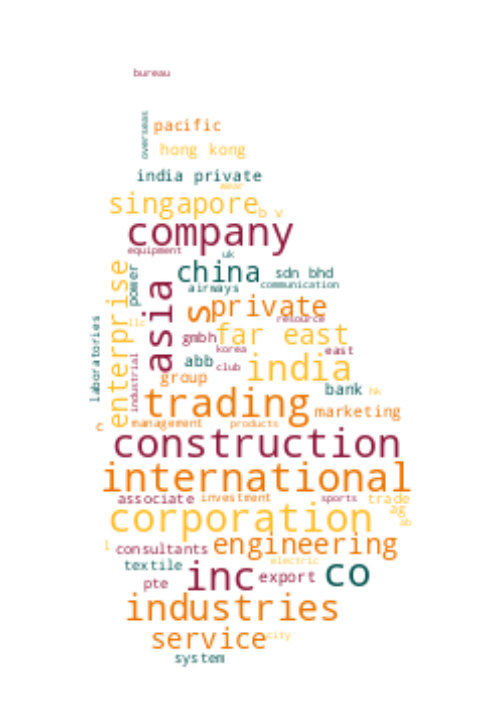 bureau
overseas
pacific
hong kong
india private
wear
singapore
b v
company
equipment
uk
china
sdn bhd
airways
communication
power
enterprise
asia
s
private
resource
llc
laboratories
gmbh
far east
korea
east
abb
club
india
group
industrial
bank
hk
trading
marketing
c
management
products
construction
international
associate
investment
sports
trade
ag
corporation
ab
l
consultants
engineering
textile
electric
pte
inc
export
co
industries
service
city
system